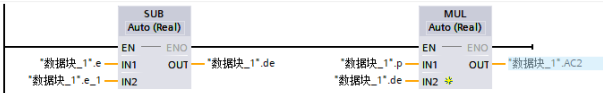 SUB MUL
Auto (Real) Auto (Real)
EN ENO EN ENO
"数据块_1".e IN1 OUT "数据块_1".de "数据块_1".p IN1 OUT "数据块_1".AC2
"数据块_1".e_1 IN2 "数据块_1".de IN2